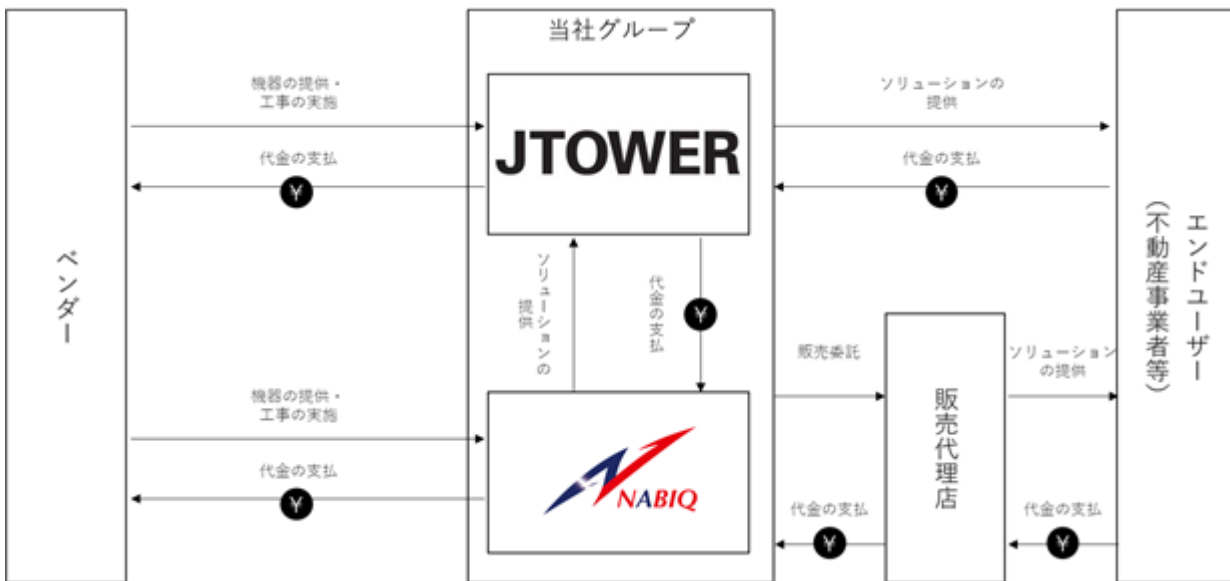 当社グループ
機器の提供・
工事の実施
代金の支払
¥
ベンダー
機器の提供・
工事の実施
代金の支払
¥
JTOWER
ソリューションの
提供
代金の支払
¥
NABIQ
ソリューションの
提供
代金の支払
¥
販売委託
代金の支払
¥
販売代理店
ソリューション
の提供
代金の支払
¥
エンドユーザー
（不動産事業者等）